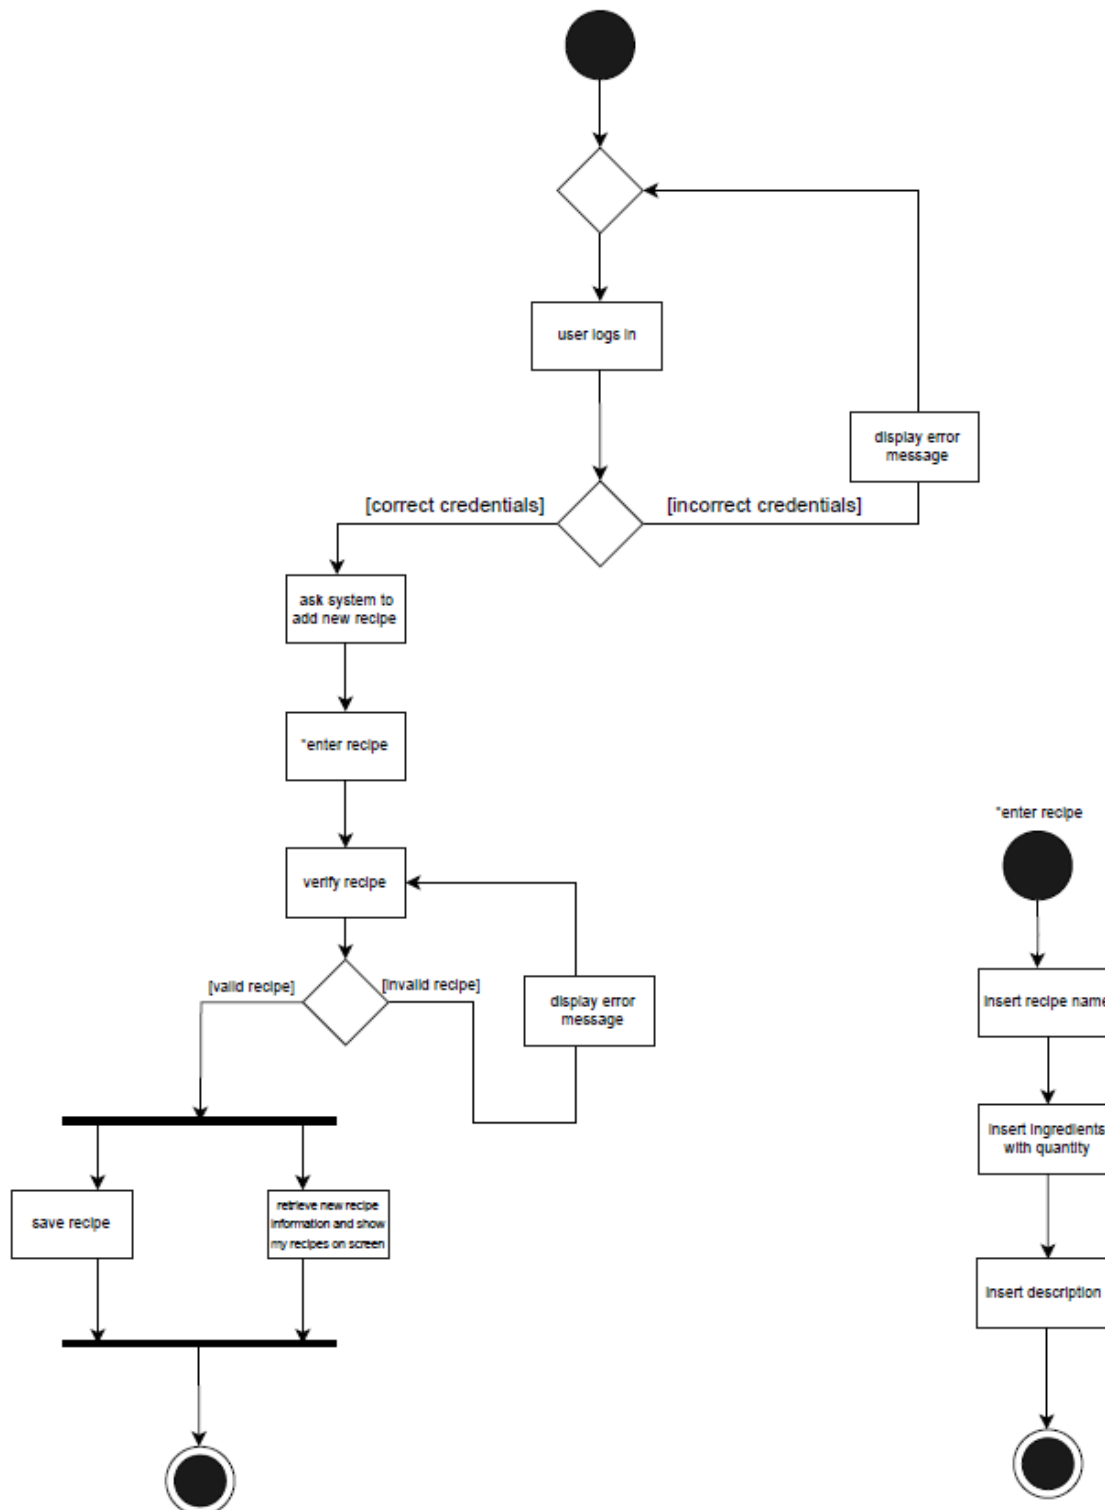 user logs in
display error
message
[correct credentials]
[incorrect credentials]
ask system to
add new recipe
*enter recipe
*enter recipe
verify recipe
[valid recipe]
[invalid recipe]
display error
message
insert recipe name
insert ingredients
with quantity
save recipe
retrieve new recipe
information and show
my recipes on screen
insert description